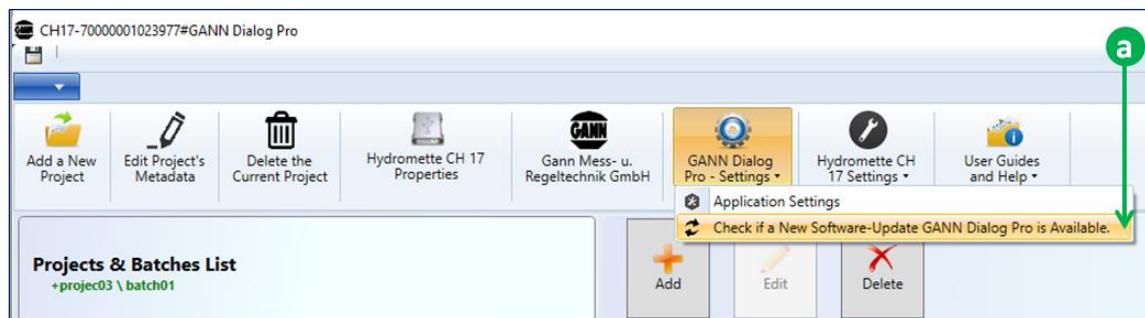 CH17-70000001023977#GANN Dialog Pro
a
Add a New
Project
Edit Project's
Metadata
Delete the
Current Project
Hydromette CH 17
Properties
GANN
Gann Mess- u.
Regeltechnik GmbH
GANN Dialog
Pro - Settings
Hydromette CH
17 Settings
User Guides
and Help
Application Settings
Check if a New Software-Update GANN Dialog Pro is Available.
Projects & Batches List
+projec03 \ batch01
Add
Edit
Delete